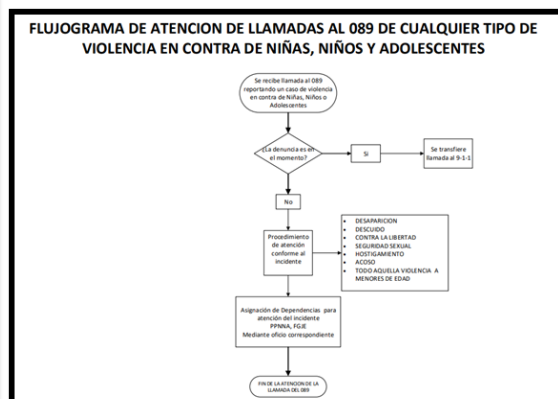 FLUJOGRAMA DE ATENCION DE LLAMADAS AL 089 DE CUALQUIER TIPO DE
VIOLENCIA EN CONTRA DE NIÑAS, NIÑOS Y ADOLESCENTES
Se recibe llamada al 089
reportando un caso de violencia
en contra de Niñas, Niños o
Adolescentes
¿La denuncia es en
el momento?
Si
Se transfiere
llamada al 9-1-1
No
Procedimiento
de atención
conforme al
incidente
• DESAPARICION
• DESCUIDO
• CONTRA LA LIBERTAD
• SEGURIDAD SEXUAL
• HOSTIGAMIENTO
• ACOSO
• TODO AQUELLA VIOLENCIA A
MENORES DE EDAD
Asignación de Dependencias para
atención del incidente
PPNNA, FGJE
Mediante oficio correspondiente
FIN DE LA ATENCION DE LA
LLAMADA DEL 089